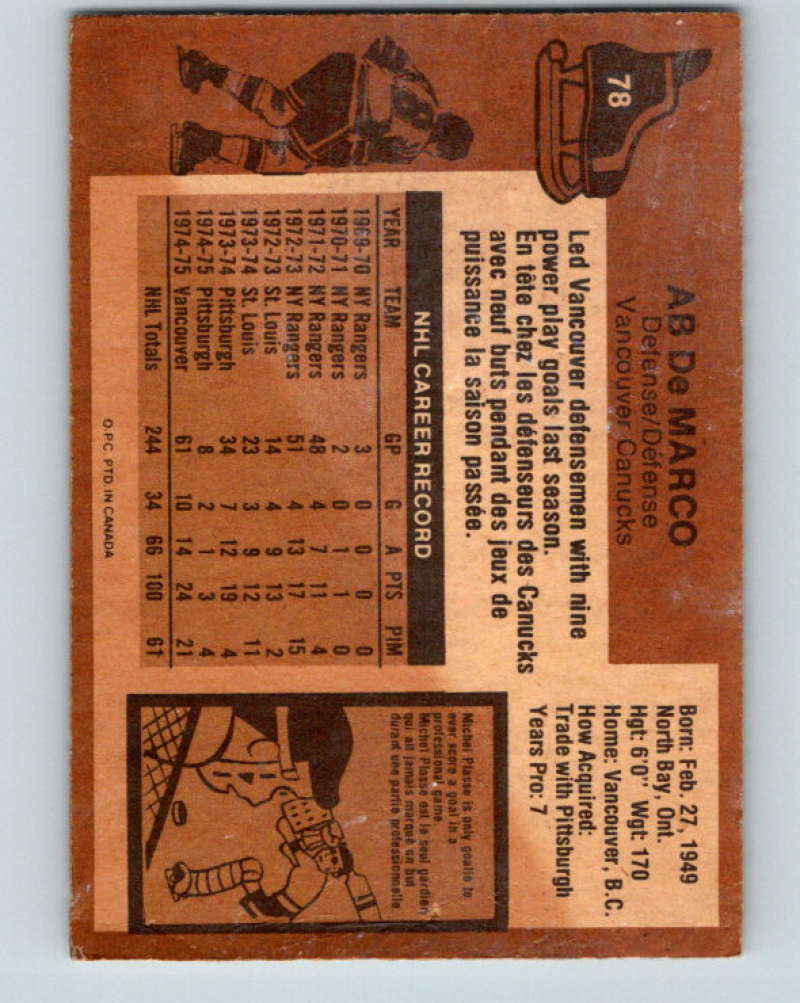 78
AB De MARCO
Defense/Défense
Vancouver Canucks
Born: Feb. 27, 1949
North Bay, Ont.
Hgt: 6'0" Wgt: 170
Home: Vancouver, B.C.
How Acquired:
Trade with Pittsburgh
Years Pro: 7
Led Vancouver defensemen with nine
power play goals last season.
En tête chez les défenseurs des Canucks
avec neuf buts pendant des jeux de
puissance la saison passée.
NHL CAREER RECORD
YEAR TEAM GP G A PTS PIM
1969-70 NY Rangers 3 0 0 0 0
1970-71 NY Rangers 2 0 1 1 0
1971-72 NY Rangers 48 4 7 11 4
1972-73 NY Rangers 51 4 13 17 15
1972-73 St. Louis 14 4 9 13 2
1973-74 St. Louis 23 3 9 12 11
1973-74 Pittsburgh 34 7 12 19 4
1974-75 Pittsburgh 8 2 1 3 4
1974-75 Vancouver 61 10 14 24 21
NHL Totals 244 34 66 100 61
Michel Plasse is only goalie to
ever score a goal in a
professional game.
Michel Plasse est le seul gardien
qui ait jamais marqué un but
durant une partie professionnelle.
O.P.C. PTD. IN CANADA